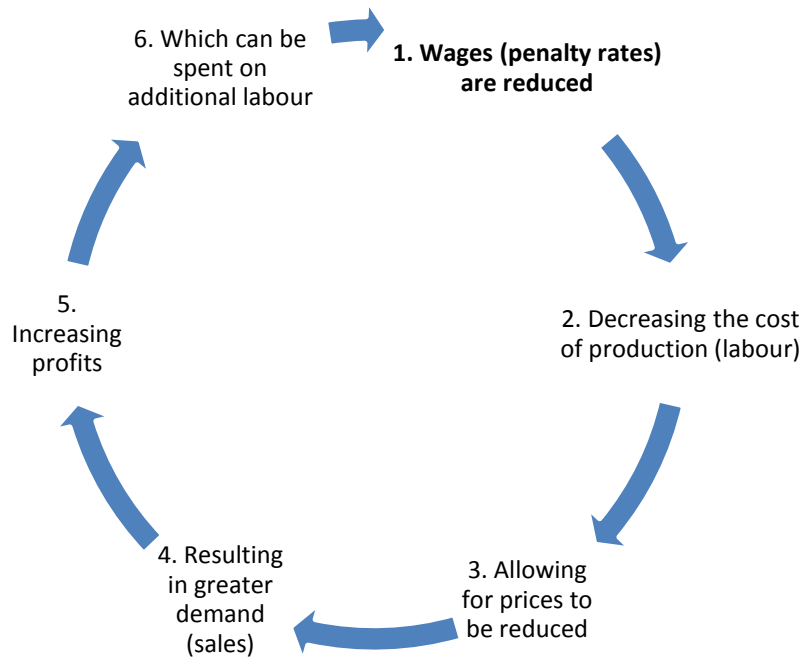 1. Wages (penalty rates)
are reduced
2. Decreasing the cost
of production (labour)
3. Allowing
for prices to
be reduced
4. Resulting
in greater
demand
(sales)
5.
Increasing
profits
6. Which can be
spent on
additional labour